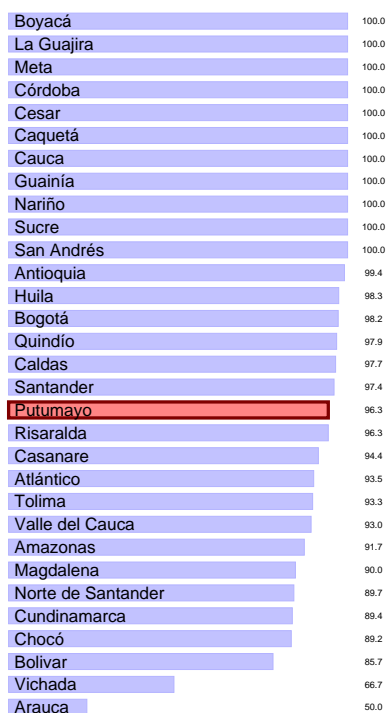 Boyacá 100.0
La Guajira 100.0
Meta 100.0
Córdoba 100.0
Cesar 100.0
Caquetá 100.0
Cauca 100.0
Guainía 100.0
Nariño 100.0
Sucre 100.0
San Andrés 100.0
Antioquia 99.4
Huila 98.3
Bogotá 98.2
Quindío 97.9
Caldas 97.7
Santander 97.4
Putumayo 96.3
Risaralda 96.3
Casanare 94.4
Atlántico 93.5
Tolima 93.3
Valle del Cauca 93.0
Amazonas 91.7
Magdalena 90.0
Norte de Santander 89.7
Cundinamarca 89.4
Chocó 89.2
Bolivar 85.7
Vichada 66.7
Arauca 50.0